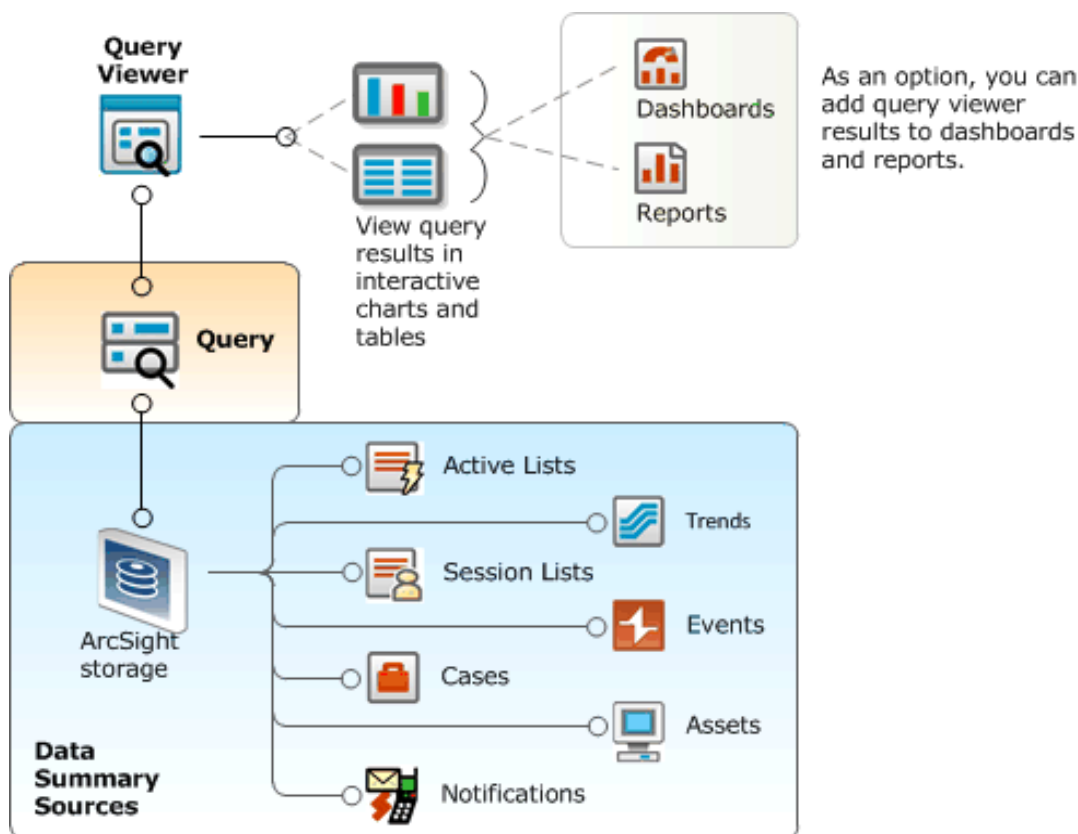 Query
Viewer
Dashboards
Reports
As an option, you can
add query viewer
results to dashboards
and reports.
View query
results in
interactive
charts and
tables
Query
Active Lists
Trends
Session Lists
Events
ArcSight
storage
Cases
Assets
Data
Summary
Sources
Notifications